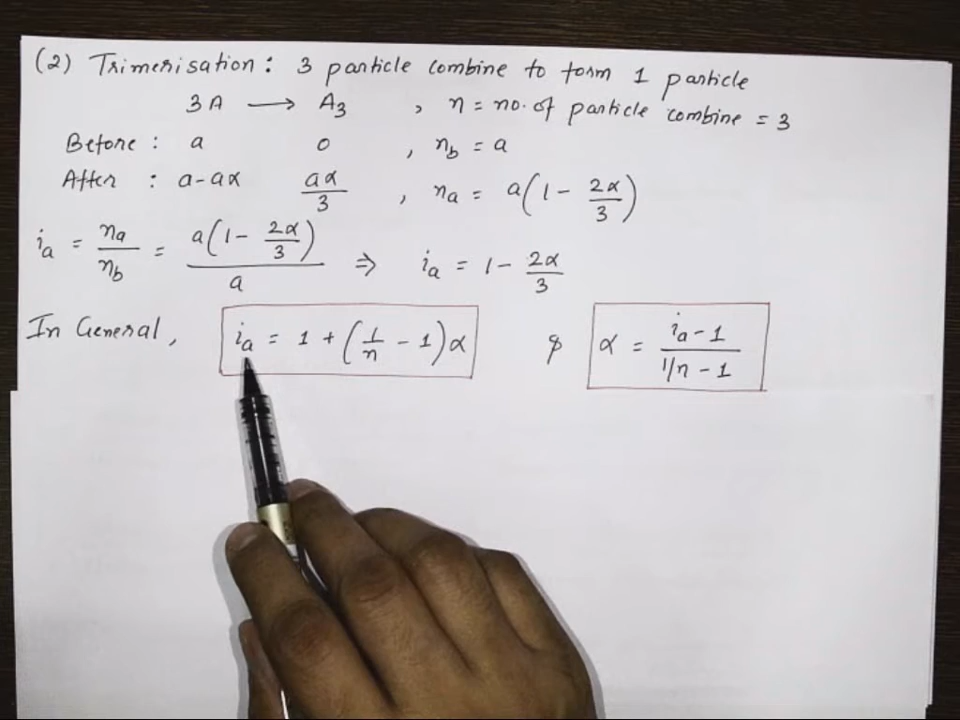 (2) Trimerisation: 3 particle combine to form 1 particle
3A ⟶ A₃ , n = no. of particle combine = 3
Before : a 0 , n_b = a
After : a-aα aα/3 , n_a = a(1 - 2α/3)
i_a = n_a/n_b = a(1 - 2α/3)/a ⇒ i_a = 1 - 2α/3
In General, i_a = 1 + (1/n - 1)α & α = (i_a - 1)/(1/n - 1)